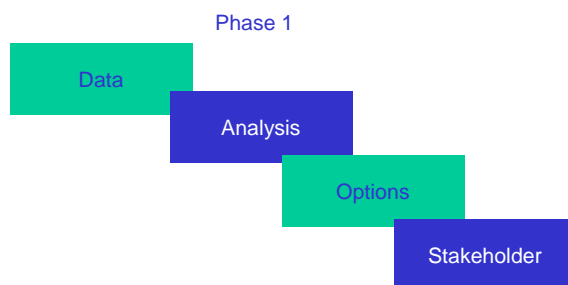 Phase 1
Data
Analysis
Options
Stakeholder